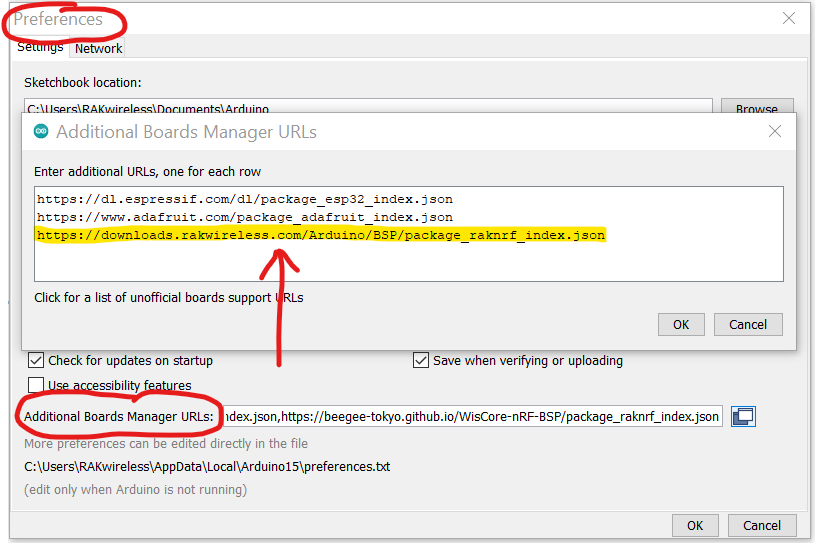 Preferences
Settings Network
Sketchbook location:
C:\Users\RAKwireless\Documents\Arduino Browse
Additional Boards Manager URLs
Enter additional URLs, one for each row
https://dl.espressif.com/dl/package_esp32_index.json
https://www.adafruit.com/package_adafruit_index.json
https://downloads.rakwireless.com/Arduino/BSP/package_raknrf_index.json
Click for a list of unofficial boards support URLs
OK Cancel
Check for updates on startup Save when verifying or uploading
Use accessibility features
Additional Boards Manager URLs: ndex.json,https://beegee-tokyo.github.io/WisCore-nRF-BSP/package_raknrf_index.json
More preferences can be edited directly in the file
C:\Users\RAKwireless\AppData\Local\Arduino15\preferences.txt
(edit only when Arduino is not running)
OK Cancel